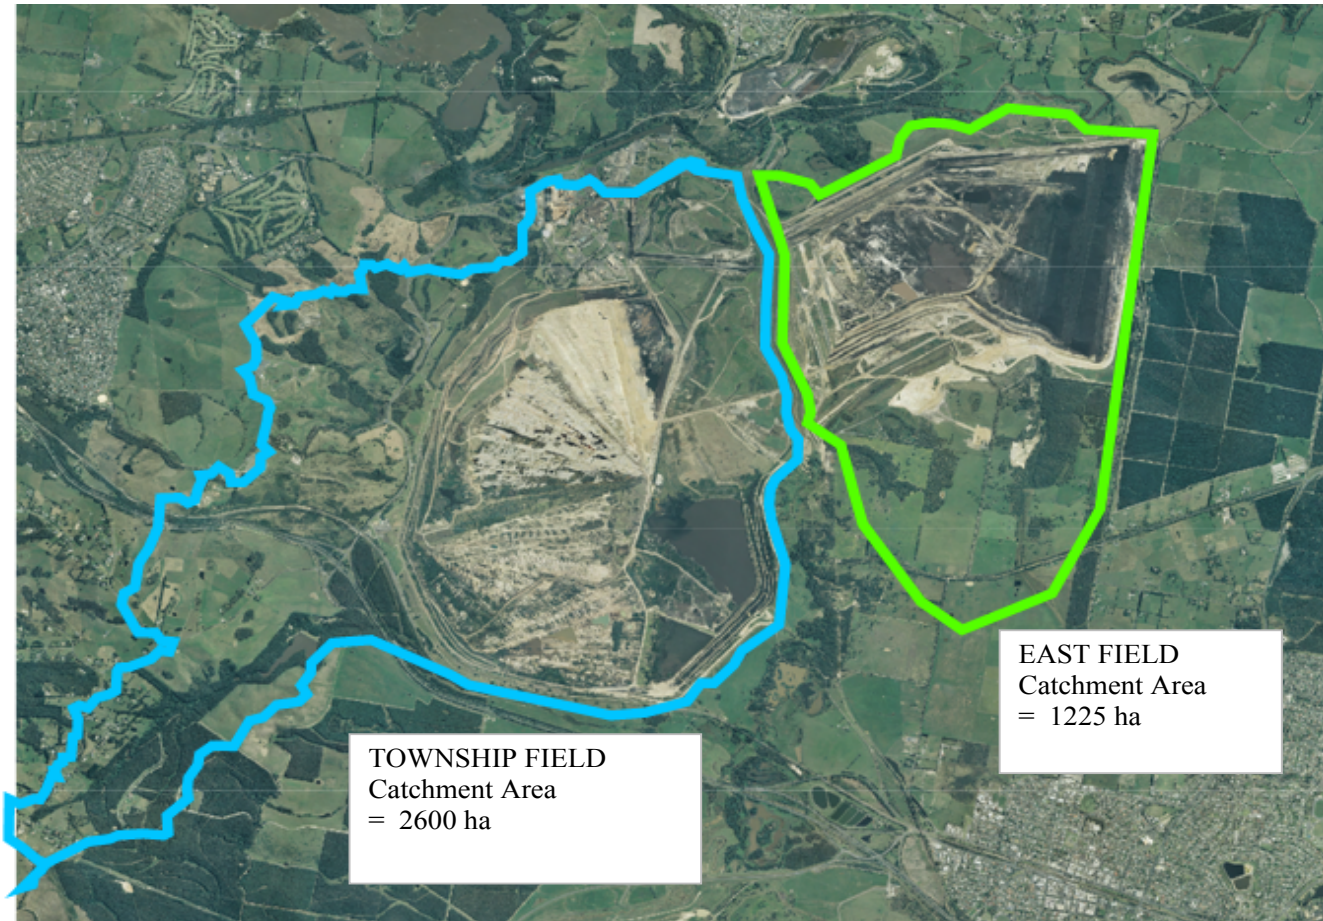 EAST FIELD
Catchment Area
= 1225 ha
TOWNSHIP FIELD
Catchment Area
= 2600 ha